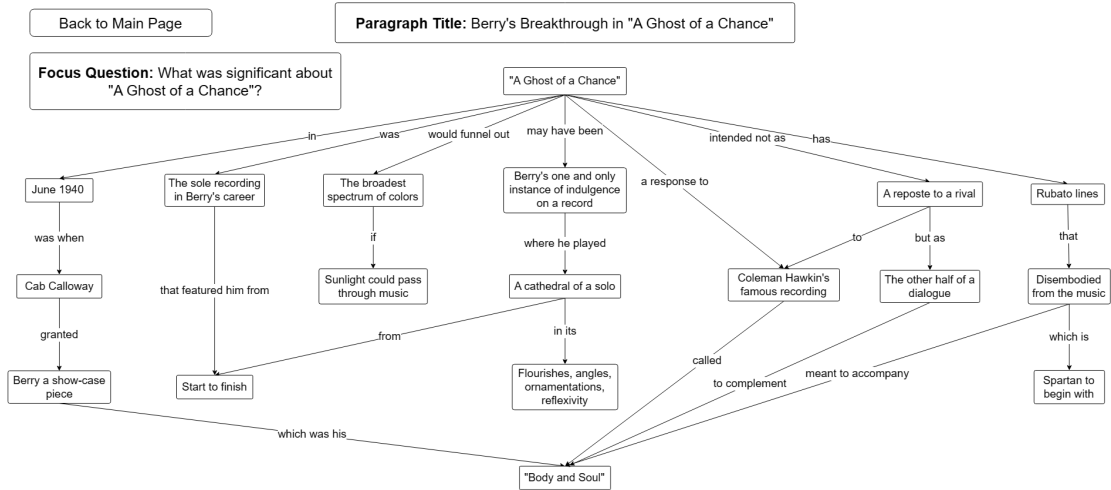 Back to Main Page
Paragraph Title: Berry's Breakthrough in "A Ghost of a Chance"
Focus Question: What was significant about
"A Ghost of a Chance"?
"A Ghost of a Chance"
in
was
would funnel out
may have been
a response to
intended not as
has
June 1940
The sole recording
in Berry's career
The broadest
spectrum of colors
Berry's one and only
instance of indulgence
on a record
A reposte to a rival
Rubato lines
was when
that featured him from
if
where he played
to
but as
that
Cab Calloway
Sunlight could pass
through music
A cathedral of a solo
Coleman Hawkin's
famous recording
The other half of a
dialogue
Disembodied
from the music
granted
from
in its
called
to complement
meant to accompany
which is
Berry a show-case
piece
Start to finish
Flourishes, angles,
ornamentations,
reflexivity
Spartan to
begin with
which was his
"Body and Soul"